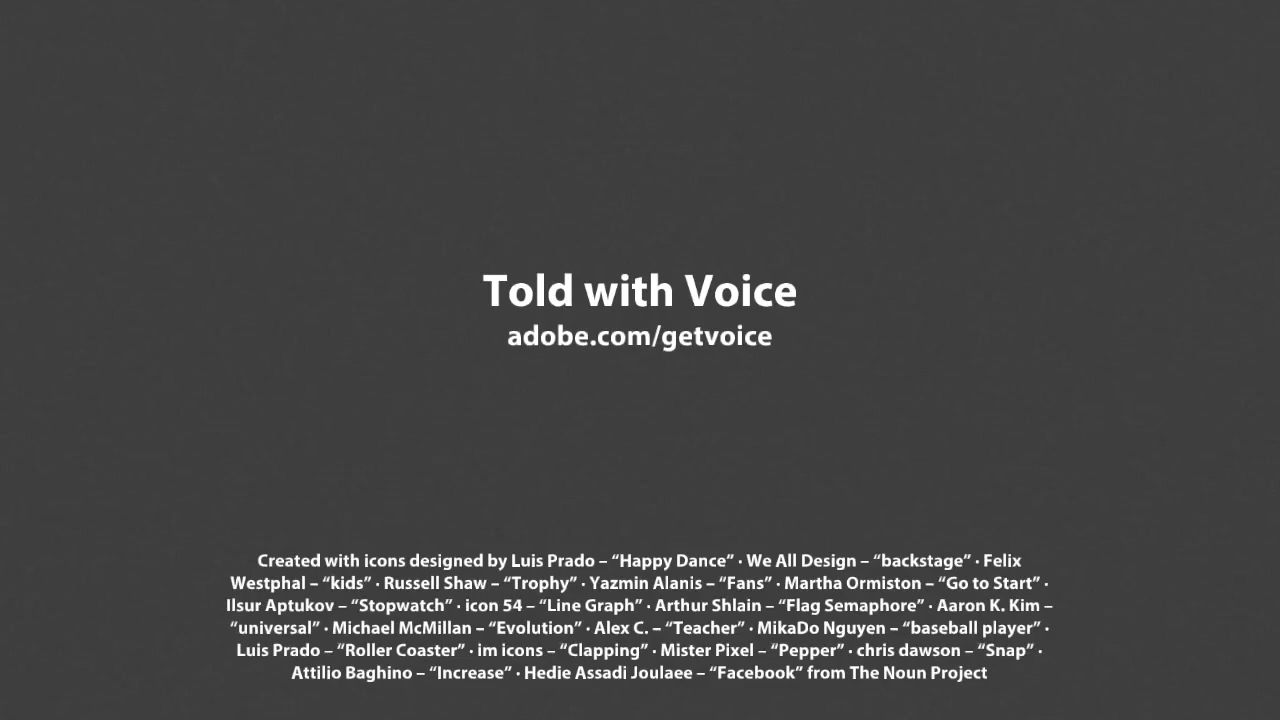 Told with Voice
adobe.com/getvoice
Created with icons designed by Luis Prado – “Happy Dance” · We All Design – “backstage” · Felix
Westphal – “kids” · Russell Shaw – “Trophy” · Yazmin Alanis – “Fans” · Martha Ormiston – “Go to Start” ·
Ilsur Aptukov – “Stopwatch” · icon 54 – “Line Graph” · Arthur Shlain – “Flag Semaphore” · Aaron K. Kim –
“universal” · Michael McMillan – “Evolution” · Alex C. – “Teacher” · MikaDo Nguyen – “baseball player” ·
Luis Prado – “Roller Coaster” · im icons – “Clapping” · Mister Pixel – “Pepper” · chris dawson – “Snap” ·
Attilio Baghino – “Increase” · Hedie Assadi Joulaee – “Facebook” from The Noun Project